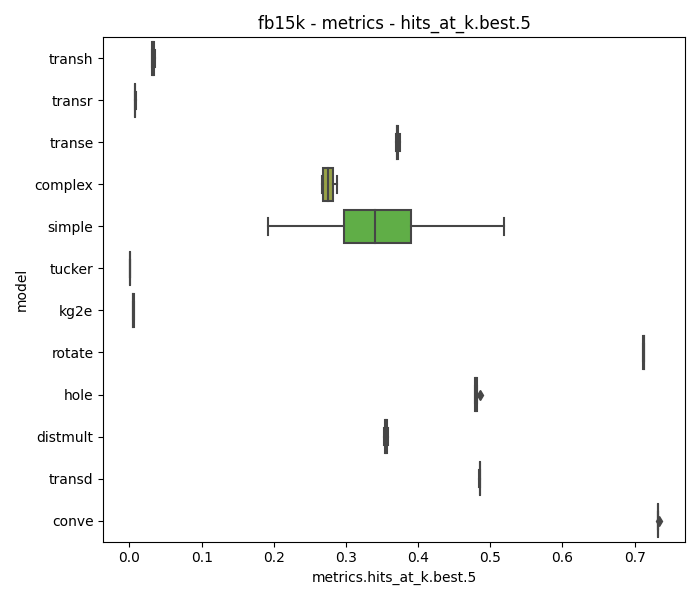 fb15k - metrics - hits_at_k.best.5
model
transh
transr
transe
complex
simple
tucker
kg2e
rotate
hole
distmult
transd
conve
0.0 0.1 0.2 0.3 0.4 0.5 0.6 0.7
metrics.hits_at_k.best.5